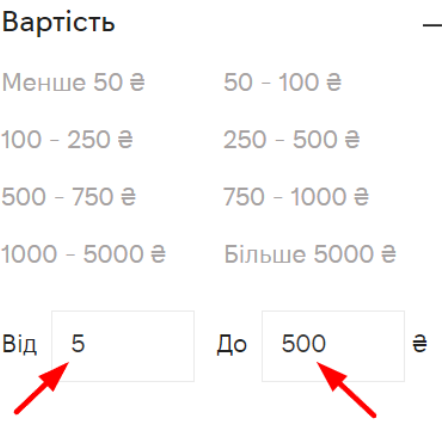 Вартість
Менше 50 ₴ 50 - 100 ₴
100 - 250 ₴ 250 - 500 ₴
500 - 750 ₴ 750 - 1000 ₴
1000 - 5000 ₴ Більше 5000 ₴
Від 5 До 500 ₴